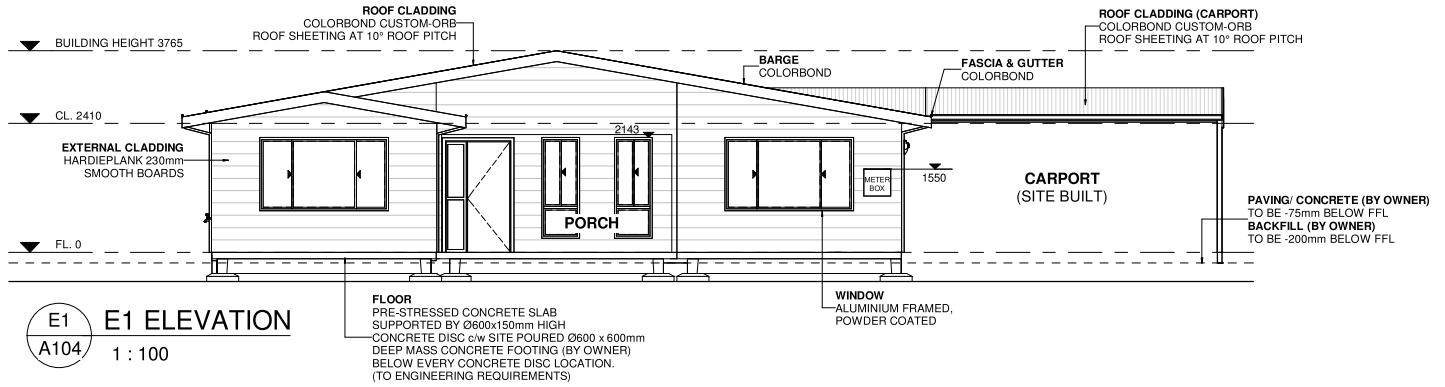 ROOF CLADDING
COLORBOND CUSTOM-ORB
ROOF SHEETING AT 10° ROOF PITCH
ROOF CLADDING (CARPORT)
COLORBOND CUSTOM-ORB
ROOF SHEETING AT 10° ROOF PITCH
BUILDING HEIGHT 3765
BARGE
COLORBOND
FASCIA & GUTTER
COLORBOND
CL. 2410
2143
EXTERNAL CLADDING
HARDIEPLANK 230mm
SMOOTH BOARDS
METER
BOX
1550
CARPORT
(SITE BUILT)
PORCH
PAVING/ CONCRETE (BY OWNER)
TO BE -75mm BELOW FFL
BACKFILL (BY OWNER)
TO BE -200mm BELOW FFL
FL. 0
FLOOR
PRE-STRESSED CONCRETE SLAB
SUPPORTED BY Ø600x150mm HIGH
CONCRETE DISC c/w SITE POURED Ø600 x 600mm
DEEP MASS CONCRETE FOOTING (BY OWNER)
BELOW EVERY CONCRETE DISC LOCATION.
(TO ENGINEERING REQUIREMENTS)
WINDOW
ALUMINIUM FRAMED,
POWDER COATED
E1
A104
E1 ELEVATION
1 : 100